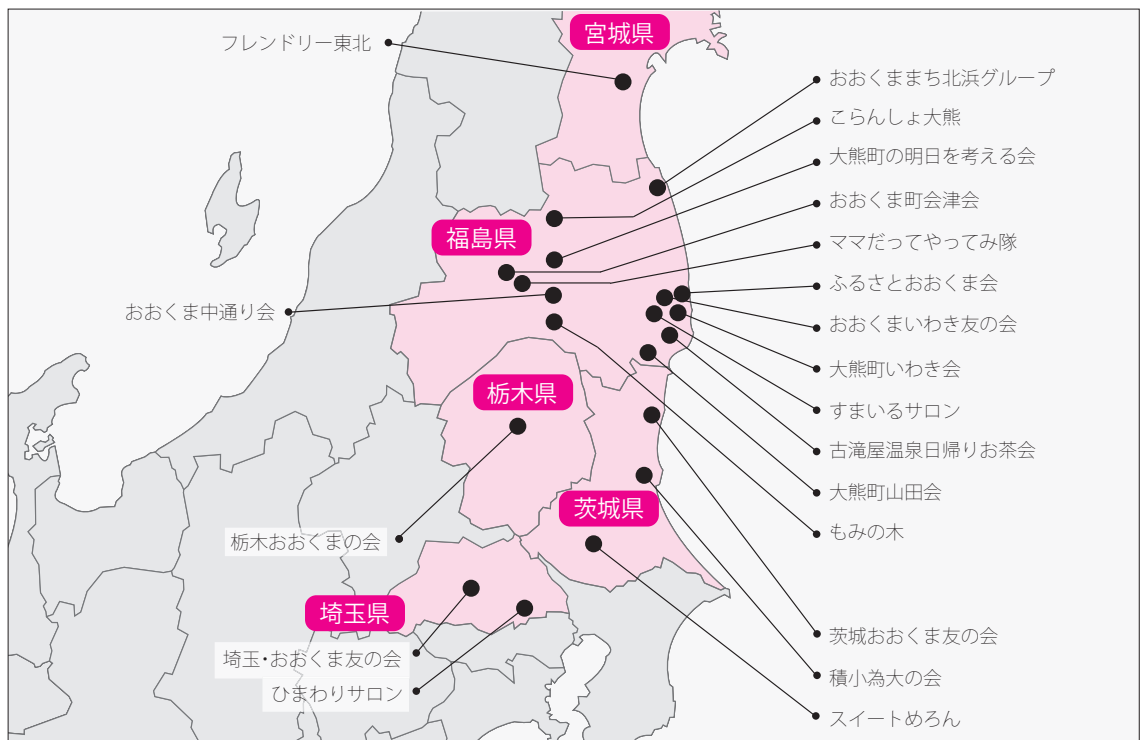 宮城県
フレンドリー東北
おおくままち北浜グループ
こらんしょ大熊
大熊町の明日を考える会
おおくま町会津会
福島県
ママだってやってみ隊
ふるさとおおくま会
おおくま中通り会
おおくまいわき友の会
大熊町いわき会
栃木県
すまいるサロン
古滝屋温泉日帰りお茶会
大熊町山田会
茨城県
もみの木
栃木おおくまの会
埼玉県
茨城おおくま友の会
埼玉・おおくま友の会
積小為大の会
ひまわりサロン
スイートめろん